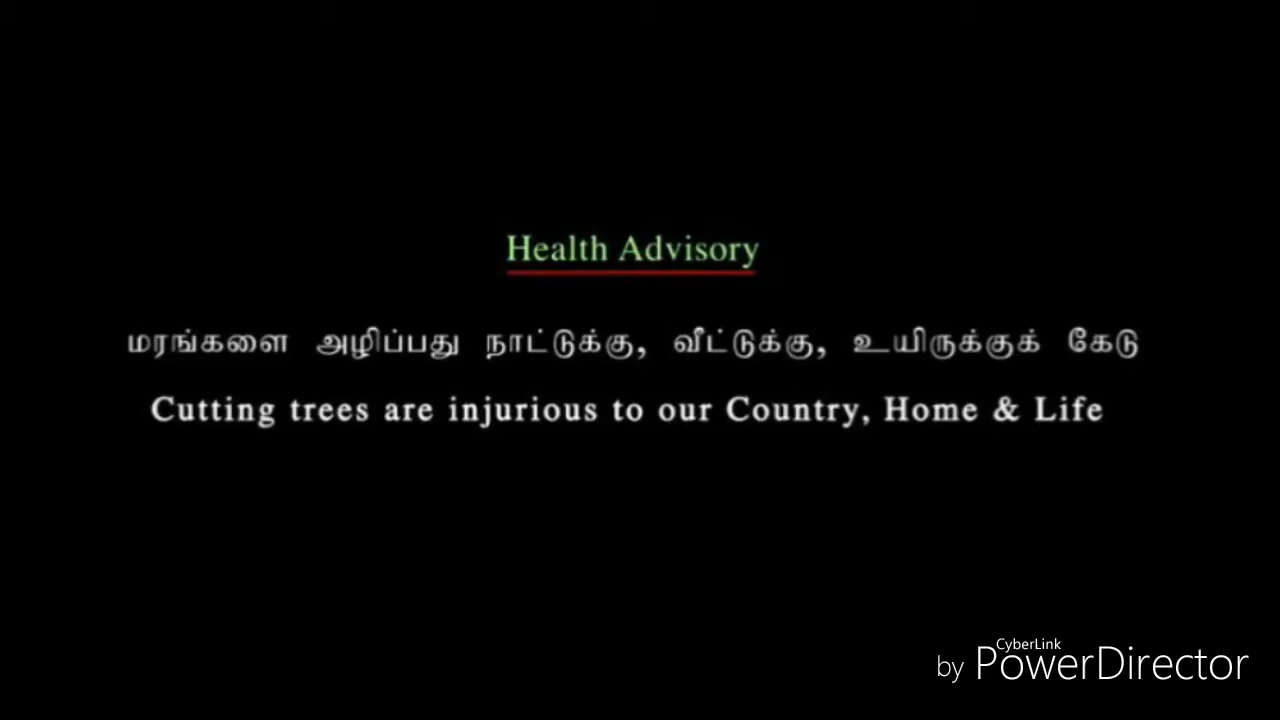 Health Advisory
மரங்களை அழிப்பது நாட்டுக்கு, வீட்டுக்கு, உயிருக்குக் கேடு
Cutting trees are injurious to our Country, Home & Life
CyberLink
by PowerDirector